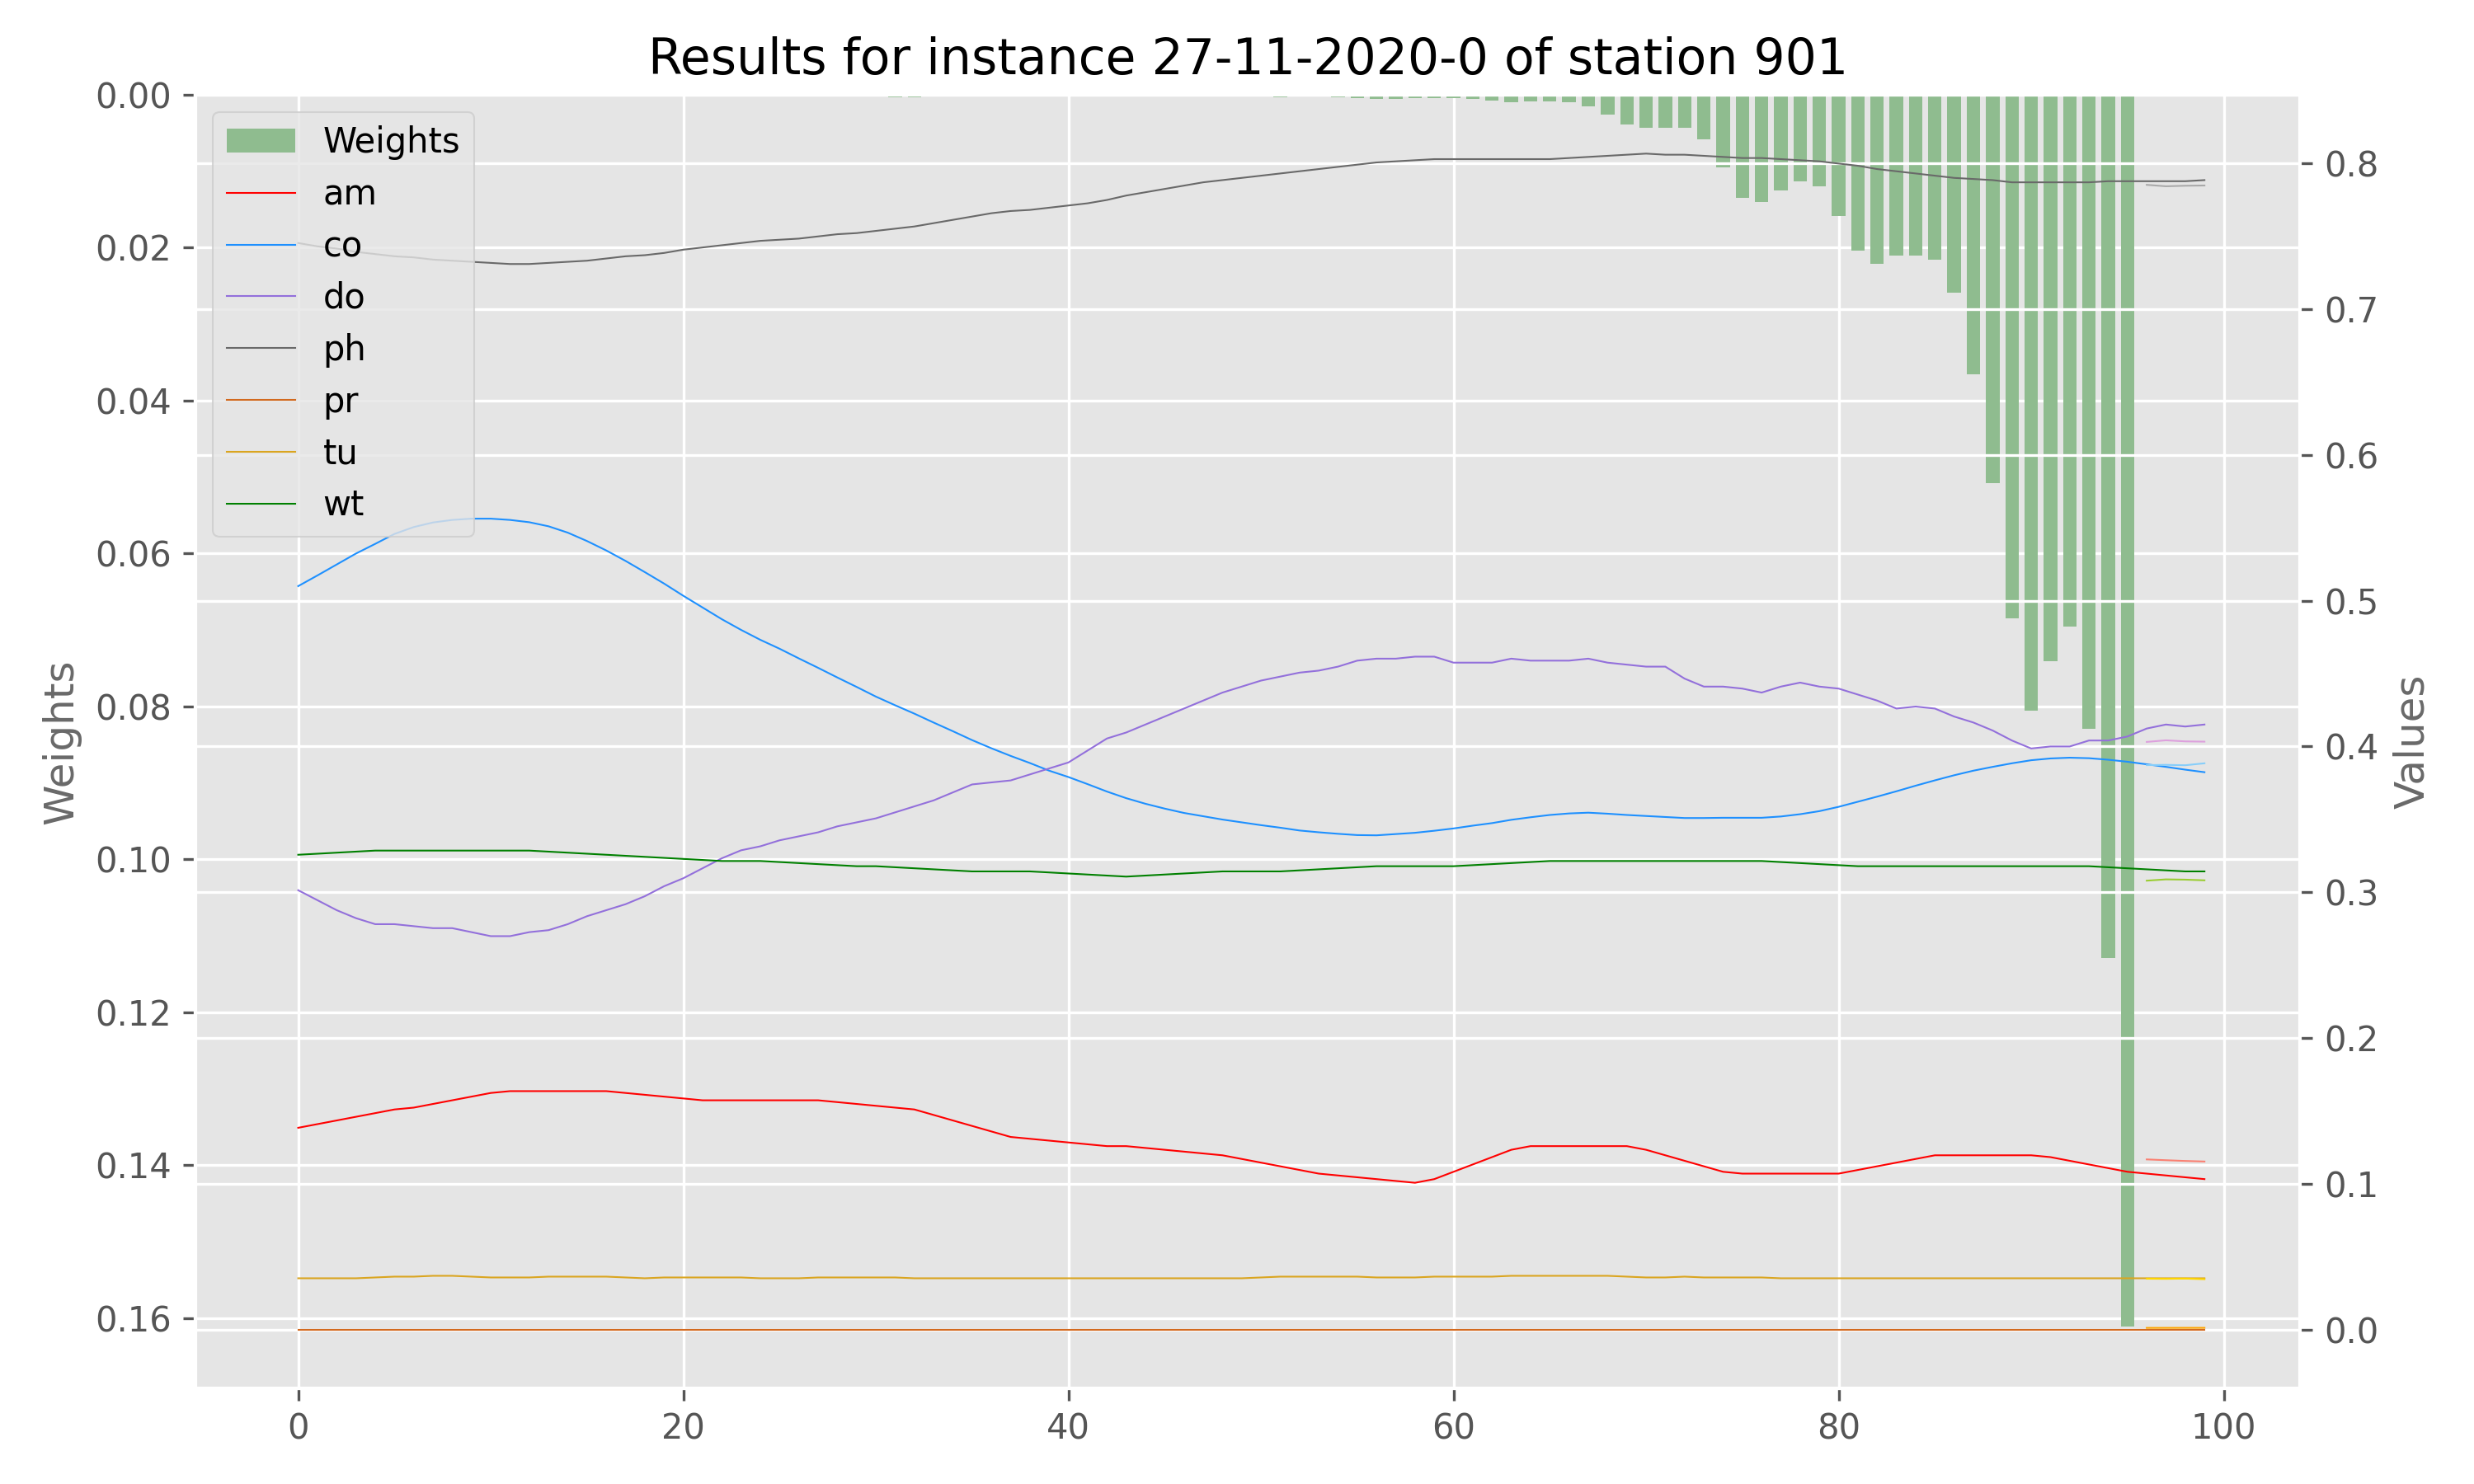 Results for instance 27-11-2020-0 of station 901
Weights
am
co
do
ph
pr
tu
wt
0.00
0.02
0.04
0.06
0.08
0.10
0.12
0.14
0.16
Weights
0.8
0.7
0.6
0.5
0.4
0.3
0.2
0.1
0.0
Values
0 20 40 60 80 100